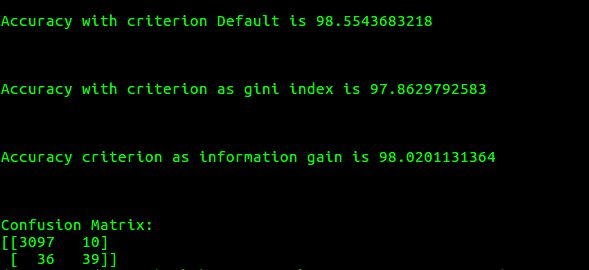 Accuracy with criterion Default is 98.5543683218
Accuracy with criterion as gini index is 97.8629792583
Accuracy criterion as information gain is 98.0201131364
Confusion Matrix:
[[3097   10]
 [  36   39]]